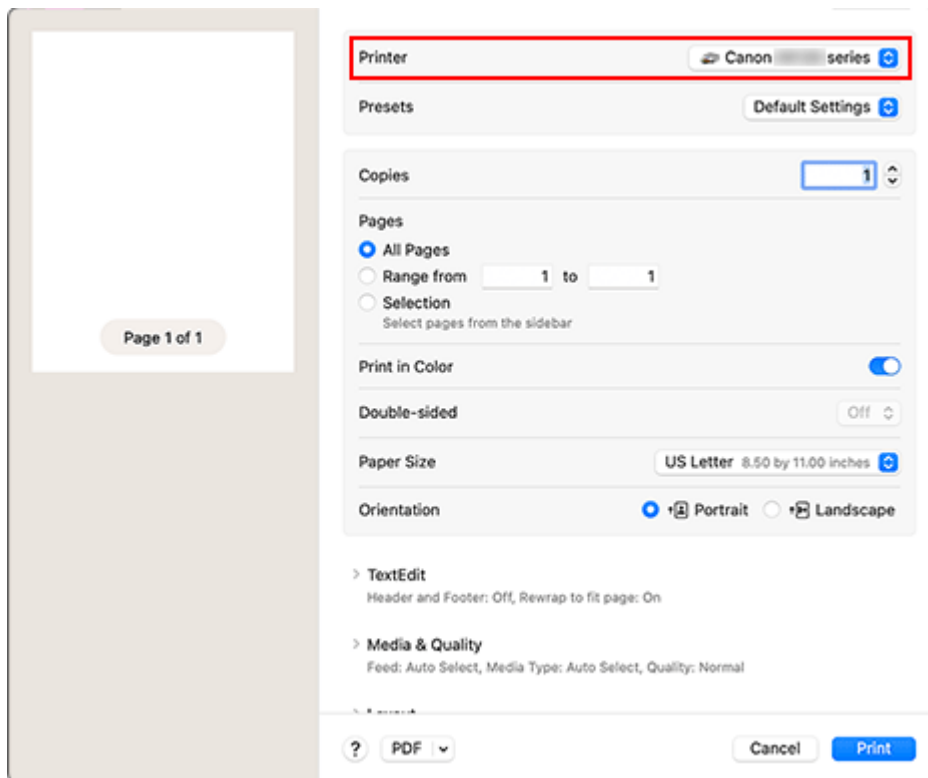 Printer Canon series
Presets Default Settings
Copies 1
Pages
All Pages
Range from 1 to 1
Selection
Select pages from the sidebar
Page 1 of 1
Print in Color
Double-sided Off
Paper Size US Letter 8.50 by 11.00 inches
Orientation Portrait Landscape
TextEdit
Header and Footer: Off, Rewrap to fit page: On
Media & Quality
Feed: Auto Select, Media Type: Auto Select, Quality: Normal
? PDF Cancel Print